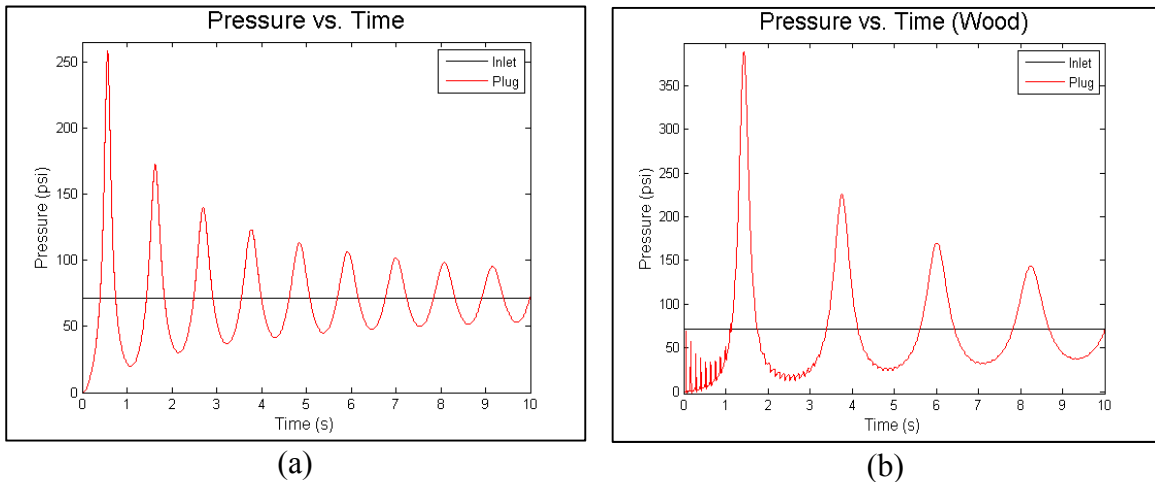 Pressure vs. Time
250
200
150
100
50
0
Pressure (psi)
Inlet
Plug
0 1 2 3 4 5 6 7 8 9 10
Time (s)
(a)
Pressure vs. Time (Wood)
350
300
250
200
150
100
50
0
Pressure (psi)
Inlet
Plug
0 1 2 3 4 5 6 7 8 9 10
Time (s)
(b)